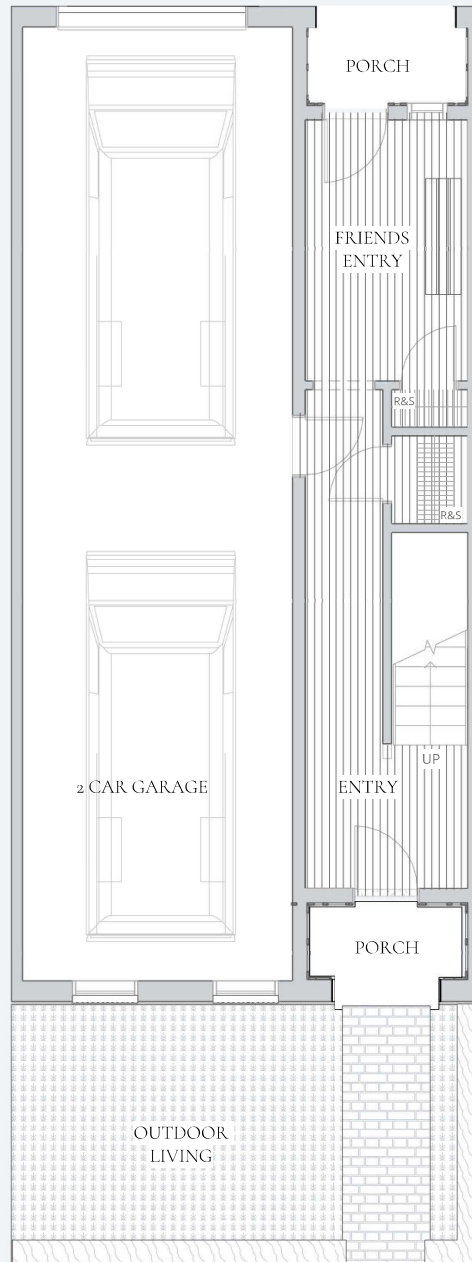 PORCH
FRIENDS
ENTRY
R&S
R&S
UP
2 CAR GARAGE
ENTRY
PORCH
OUTDOOR
LIVING